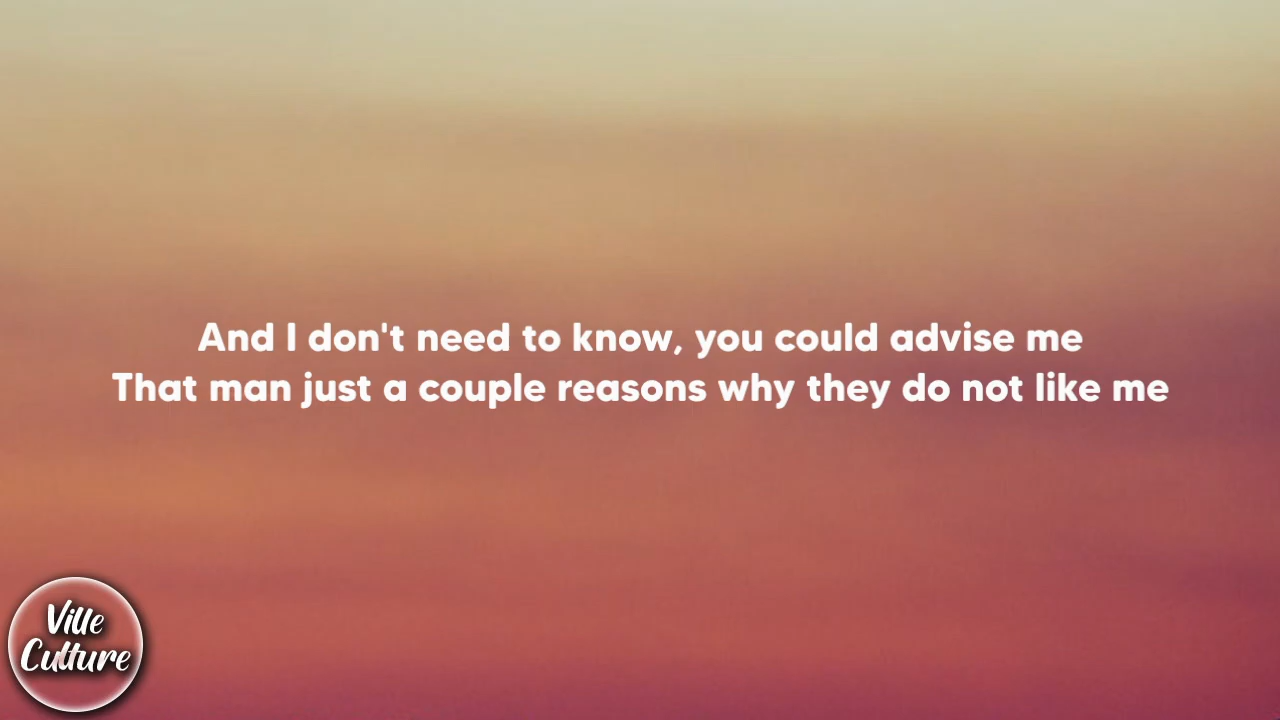 And I don't need to know, you could advise me
That man just a couple reasons why they do not like me
Ville
Culture